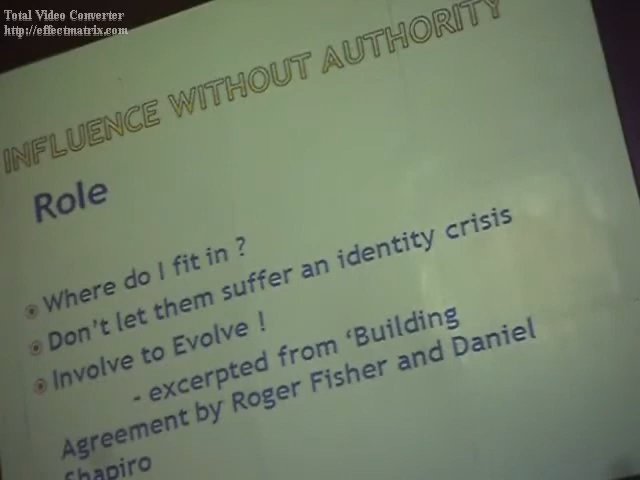 Total Video Converter
http://effectmatrix.com
INFLUENCE WITHOUT AUTHORITY
Role
Where do I fit in ?
Don't let them suffer an identity crisis
Involve to Evolve !
- excerpted from ‘Building
Agreement by Roger Fisher and Daniel
Shapiro